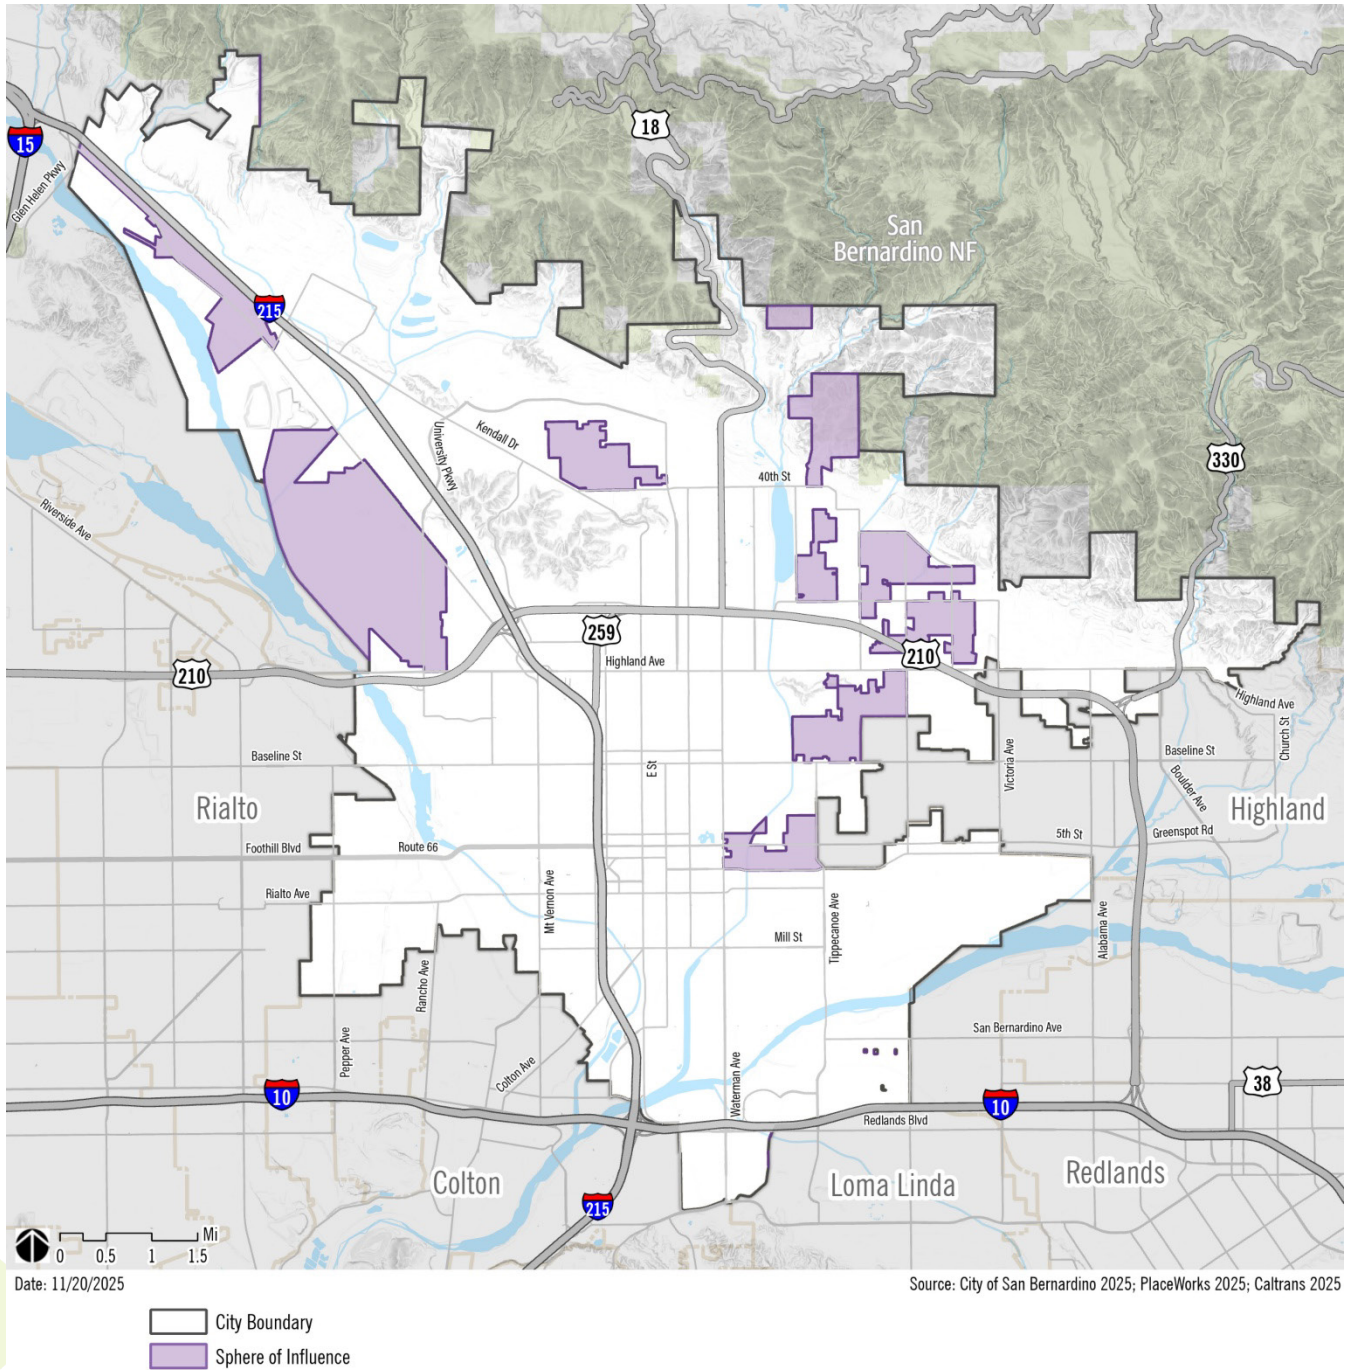 18
15
Glen Helen Pkwy
San
Bernardino NF
215
Kendall Dr
University Pkwy
330
40th St
Riverside Ave
259
210
Highland Ave
210
Highland Ave
Church St
Baseline St
E St
Victoria Ave
Baseline St
Boulder Ave
Rialto
Highland
5th St
Greenspot Rd
Foothill Blvd
Route 66
Rialto Ave
Mt Vernon Ave
Tippecanoe Ave
Alabama Ave
Mill St
Rancho Ave
Pepper Ave
San Bernardino Ave
Colton Ave
Waterman Ave
10
10
38
Redlands Blvd
Colton
Loma Linda
Redlands
215
Mi
0 0.5 1 1.5
Date: 11/20/2025
Source: City of San Bernardino 2025; PlaceWorks 2025; Caltrans 2025
City Boundary
Sphere of Influence